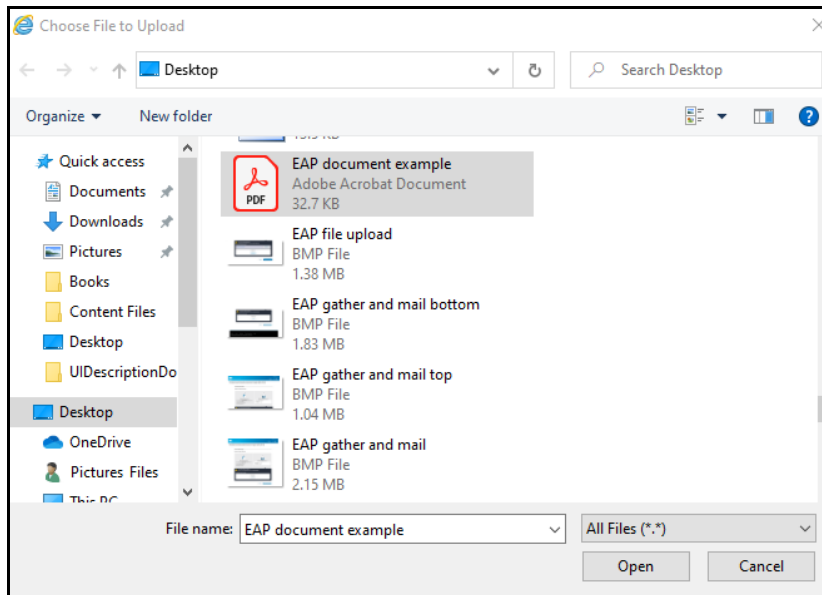 Choose File to Upload
Desktop
Search Desktop
Organize
New folder
Quick access
Documents
Downloads
Pictures
Books
Content Files
Desktop
UIDescriptionDo
Desktop
OneDrive
Pictures Files
This PC
EAP document example
Adobe Acrobat Document
32.7 KB
PDF
EAP file upload
BMP File
1.38 MB
EAP gather and mail bottom
BMP File
1.83 MB
EAP gather and mail top
BMP File
1.04 MB
EAP gather and mail
BMP File
2.15 MB
File name: EAP document example
All Files (*.*)
Open
Cancel